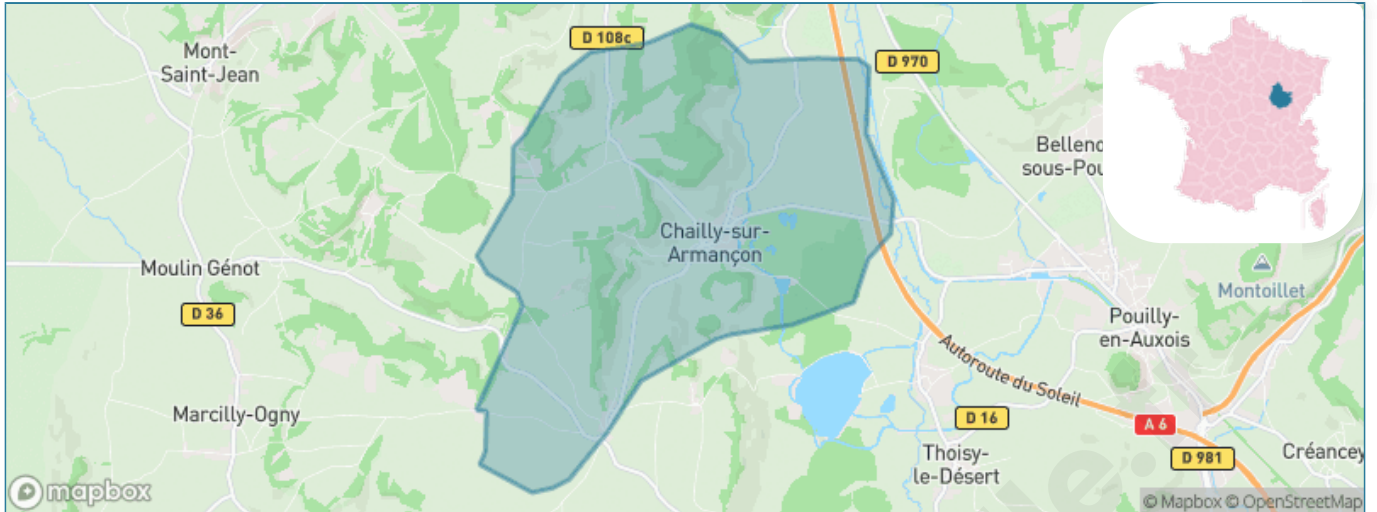 Mont-
Saint-Jean
D 108c
D 970
Belleno
sous-Pou
Chailly-sur-
Armançon
Moulin Génot
Montoillet
D 36
Pouilly-
en-Auxois
Autoroute du Soleil
Marcilly-Ogny
D 16
A 6
Thoisy-
le-Désert
D 981
Créancey
mapbox
© Mapbox © OpenStreetMap